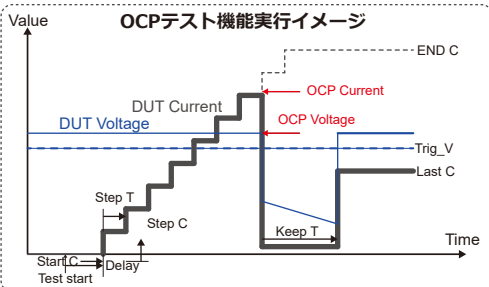 OCPテスト機能実行イメージ
Value
END C
OCP Current
DUT Current
OCP Voltage
DUT Voltage
Trig_V
Last C
Step T
Step C
Keep T
Time
Start C
Delay
Test start